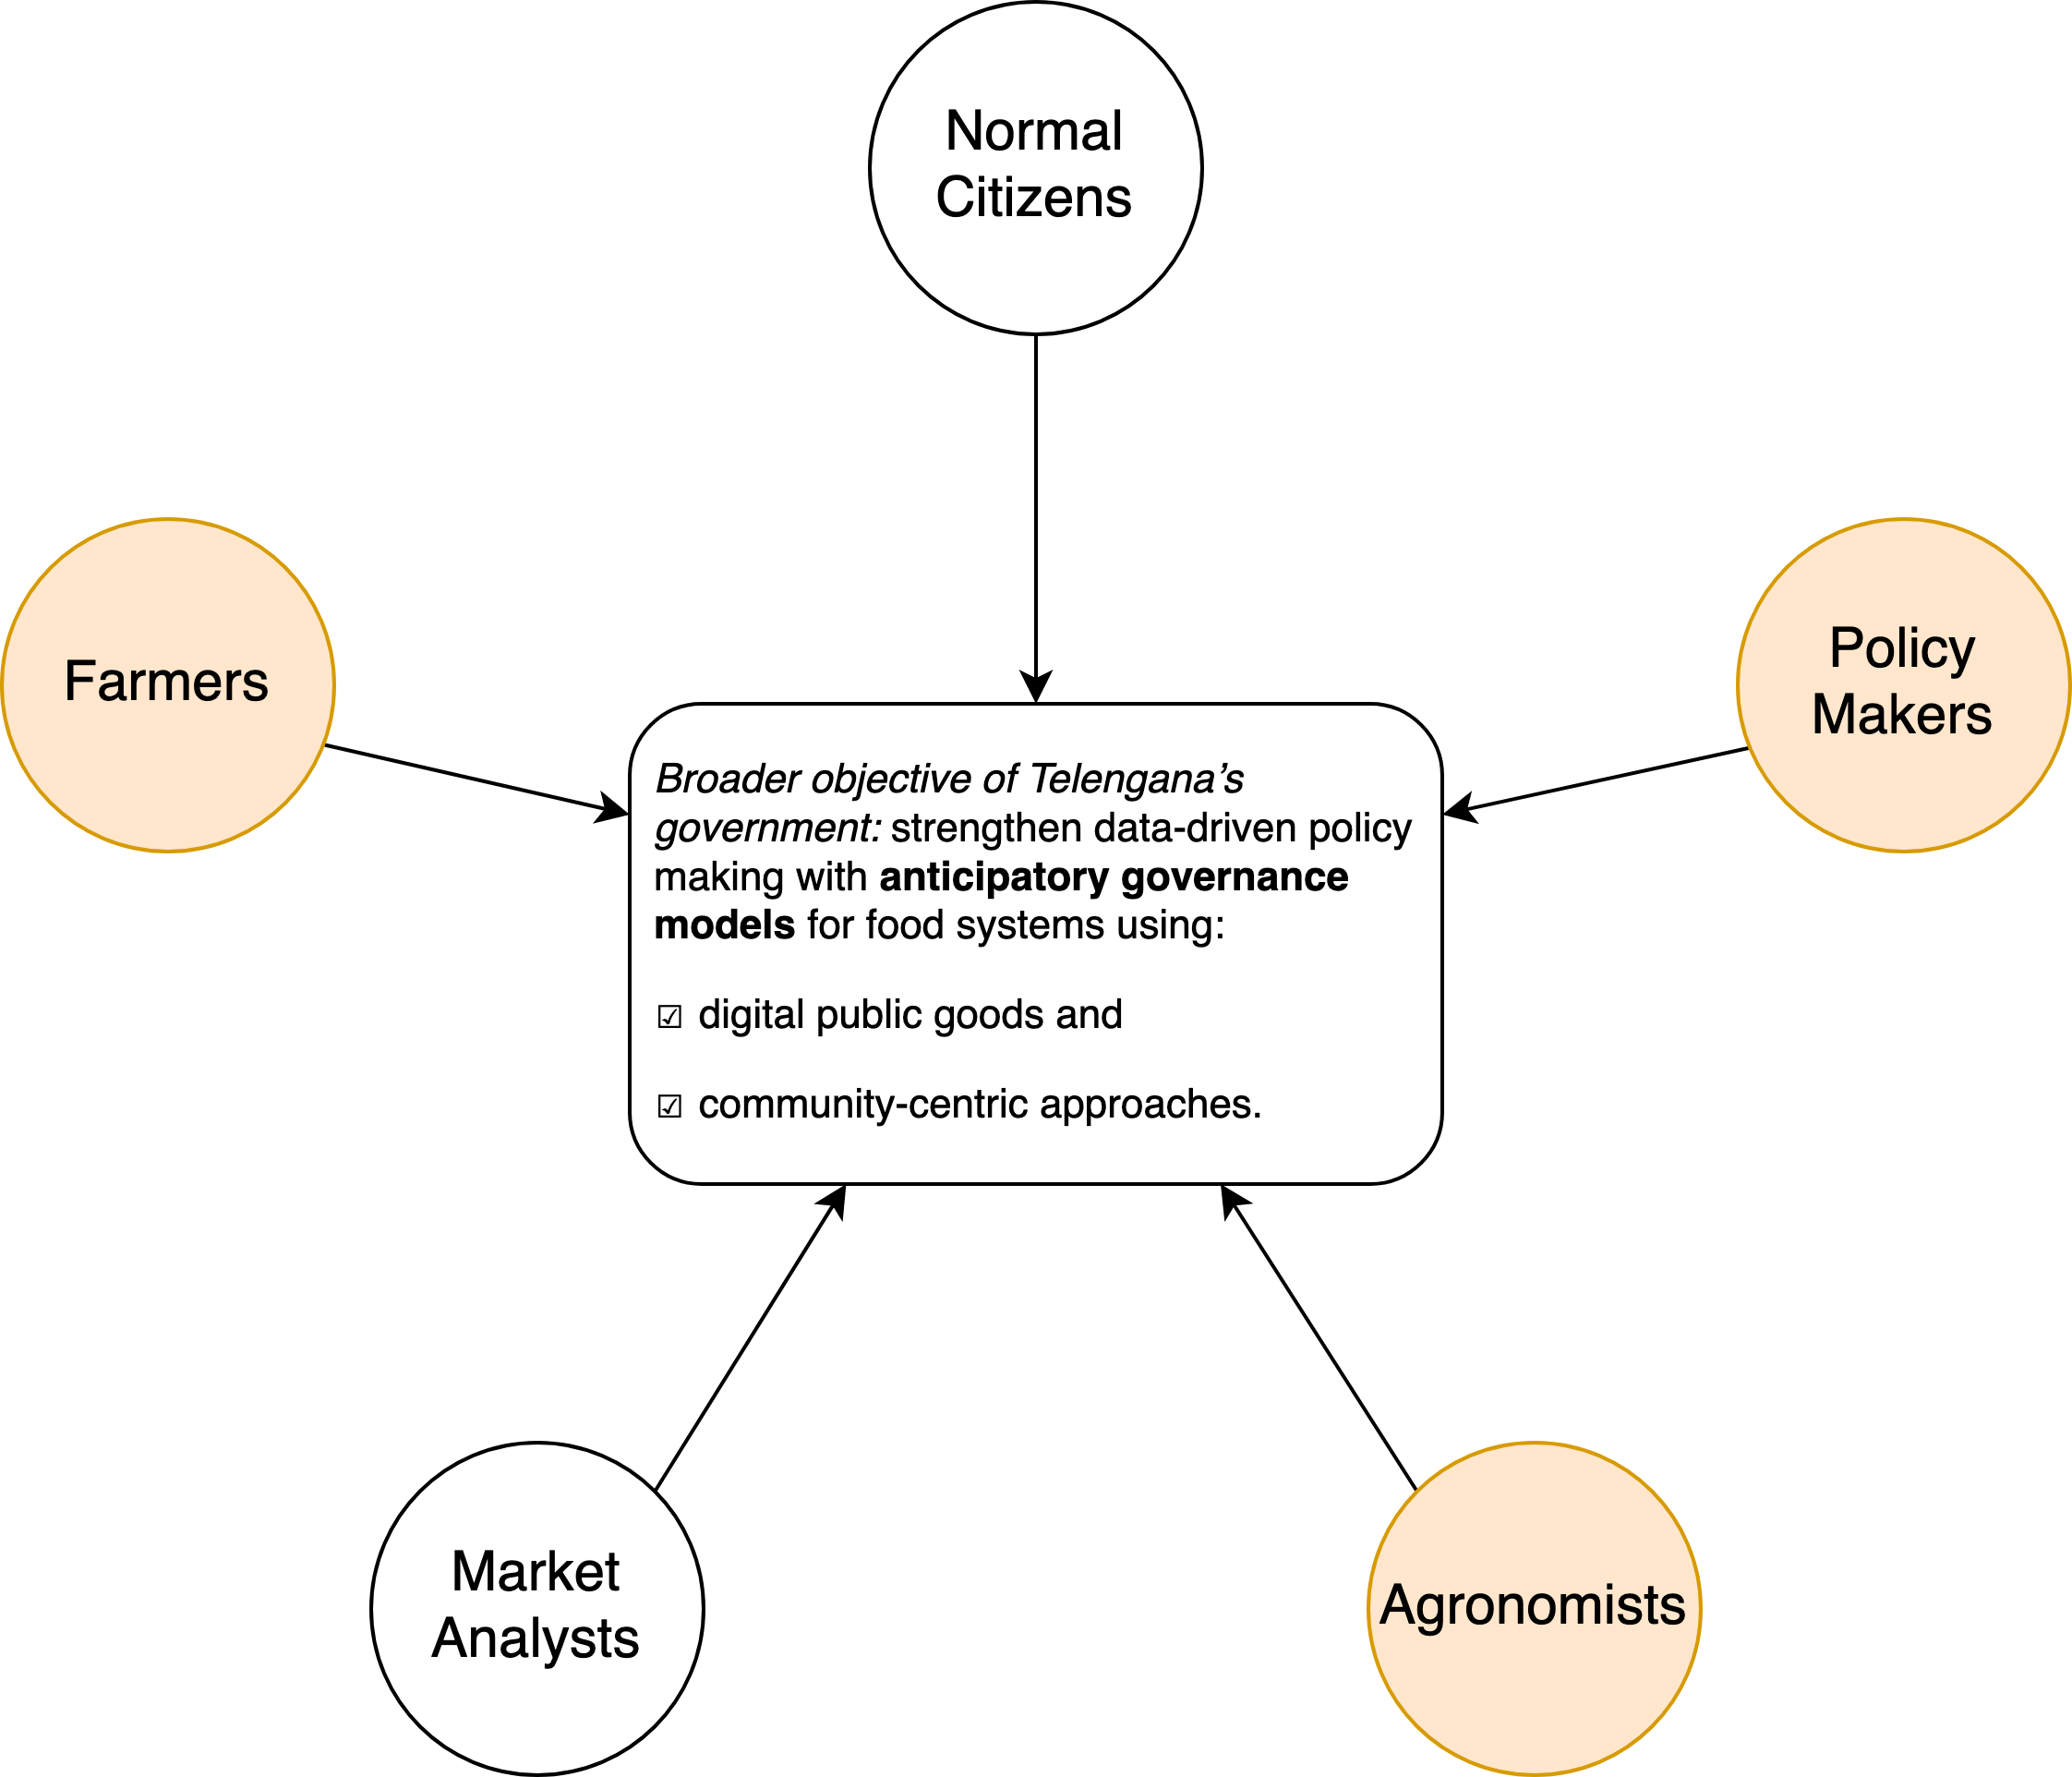 Normal
Citizens
Farmers
Policy
Makers
Broader objective of Telengana’s
government: strengthen data-driven policy
making with anticipatory governance
models for food systems using:
☑ digital public goods and
☑ community-centric approaches.
Market
Analysts
Agronomists